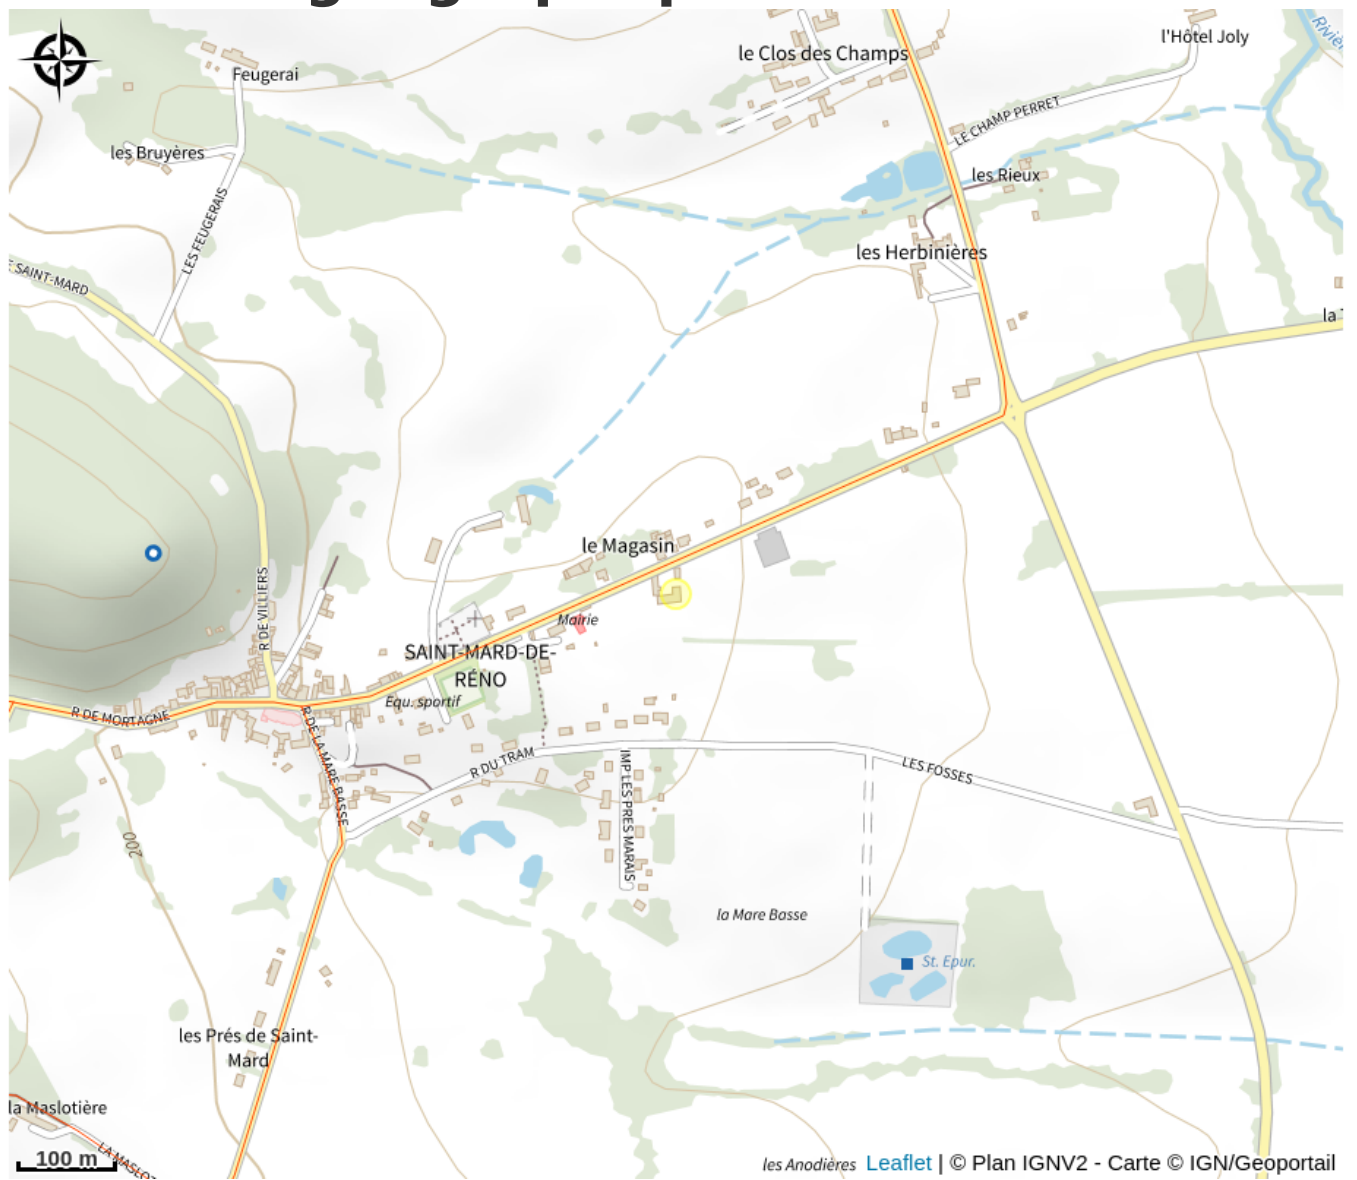 l'Hôtel Joly
le Clos des Champs
Feugerai
LE CHAMP PERRET
les Bruyères
les Rieux
LES FEUGERAIS
les Herbinières
SAINT-MARD
le Magasin
R DE VILLIERS
Mairie
SAINT-MARD-DE-
RÉNO
Equ. sportif
R DE MORTAGNE
R DE LA MARE BASSE
R DU TRAM
IMP LES PRES MARAIS
LES FOSSES
200
la Mare Basse
St. Epur.
les Prés de Saint-
Mard
la Maslotière
100 m
les Anodières
Leaflet | © Plan IGNV2 - Carte © IGN/Geoportail